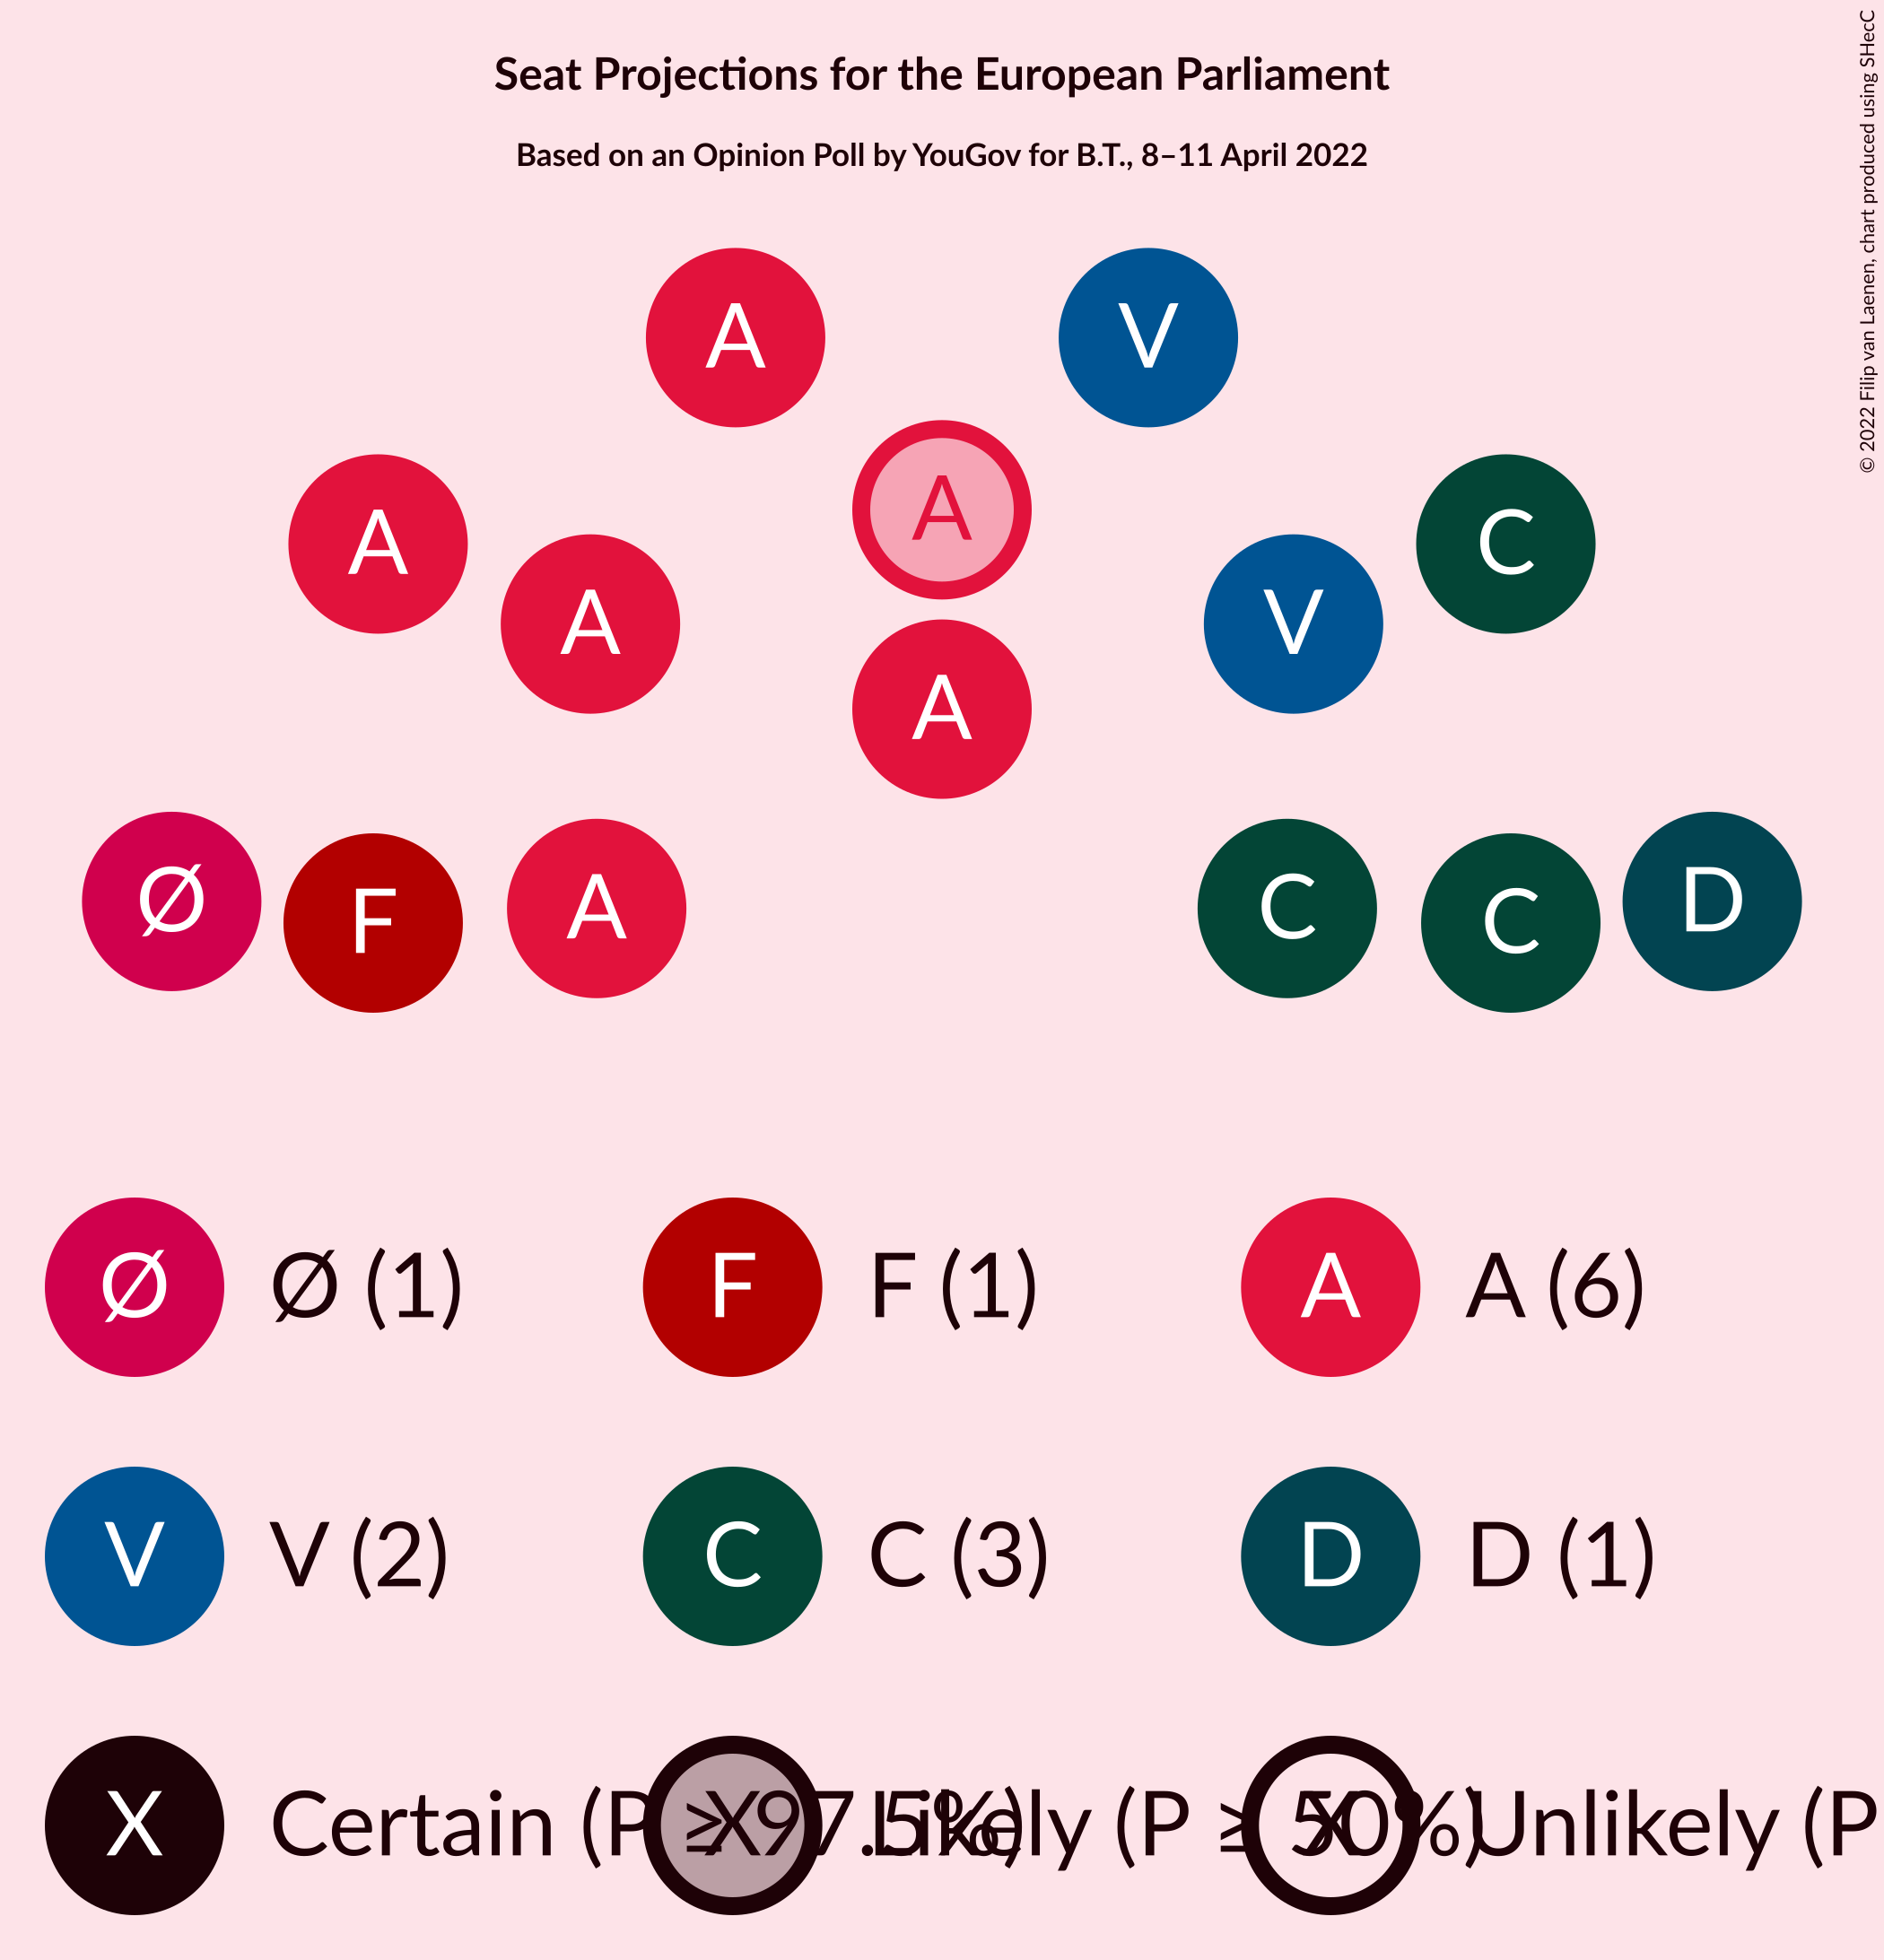 Seat Projections for the European Parliament
Based on an Opinion Poll by YouGov for B.T., 8–11 April 2022
© 2022 Filip van Laenen, chart produced using SHecC
A V
A
A C
A V
A
Ø F A C C D
Ø Ø (1) F F (1) A A (6)
V V (2) C C (3) D D (1)
X Certain (P ≥ 97.5%) X Likely (P ≥ 50%) X Unlikely (P